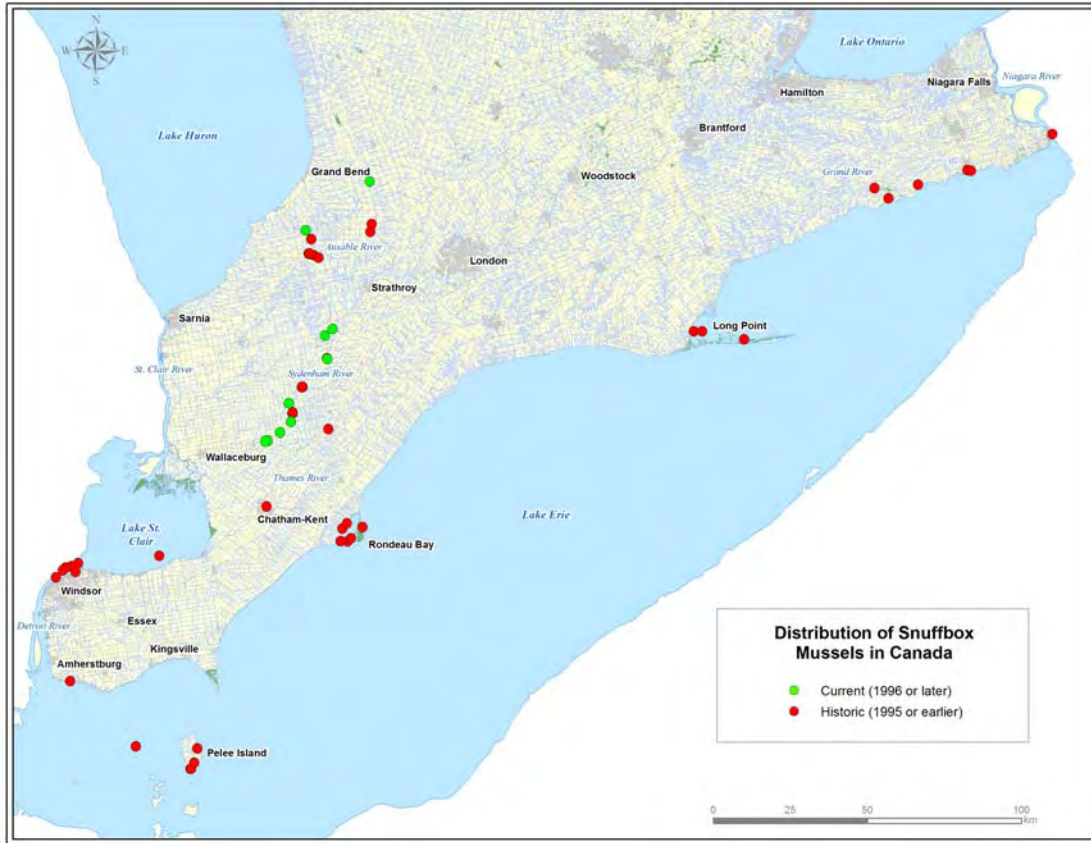 N
W E
S
Lake Ontario
Niagara Falls
Niagara River
Hamilton
Lake Huron
Brantford
Grand Bend
Woodstock
Grand River
Ausable River
London
Strathroy
Sarnia
Long Point
St. Clair River
Sydenham River
Wallaceburg
Thames River
Lake Erie
Chatham-Kent
Lake St.
Clair
Rondeau Bay
Windsor
Essex
Detroit River
Kingsville
Amherstburg
Pelee Island
Distribution of Snuffbox
Mussels in Canada
Current (1996 or later)
Historic (1995 or earlier)
0 25 50 100
km